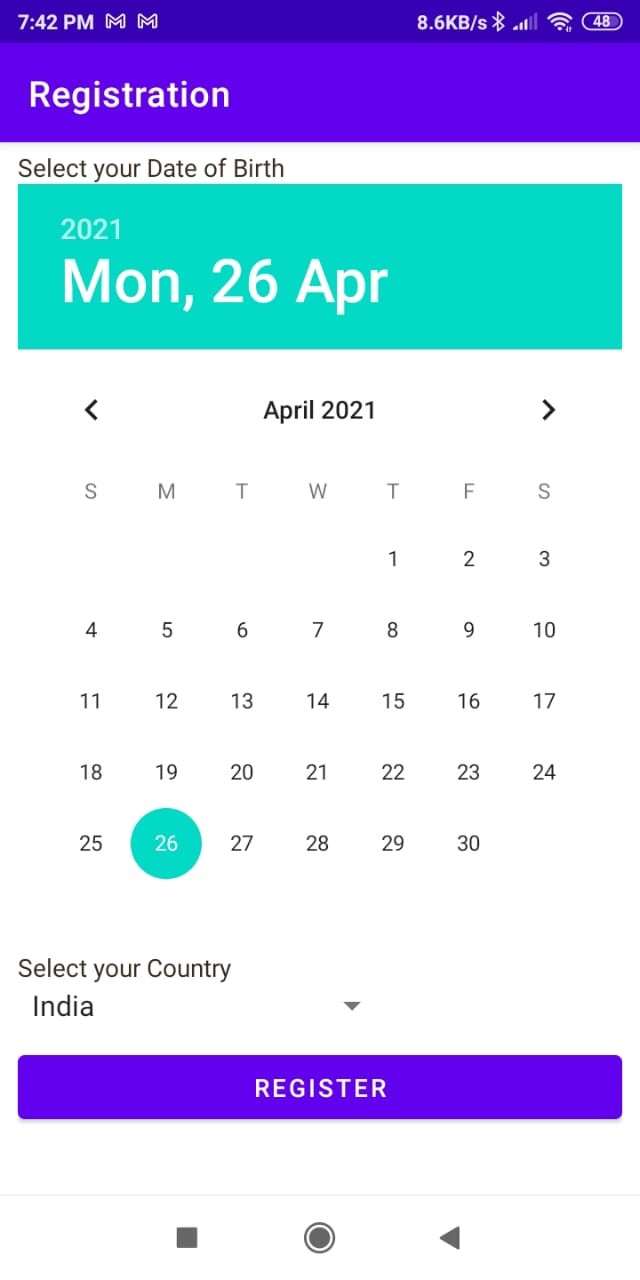 7:42 PM 8.6KB/s 48
Registration
Select your Date of Birth
2021
Mon, 26 Apr
April 2021
S M T W T F S
1 2 3
4 5 6 7 8 9 10
11 12 13 14 15 16 17
18 19 20 21 22 23 24
25 26 27 28 29 30
Select your Country
India
REGISTER